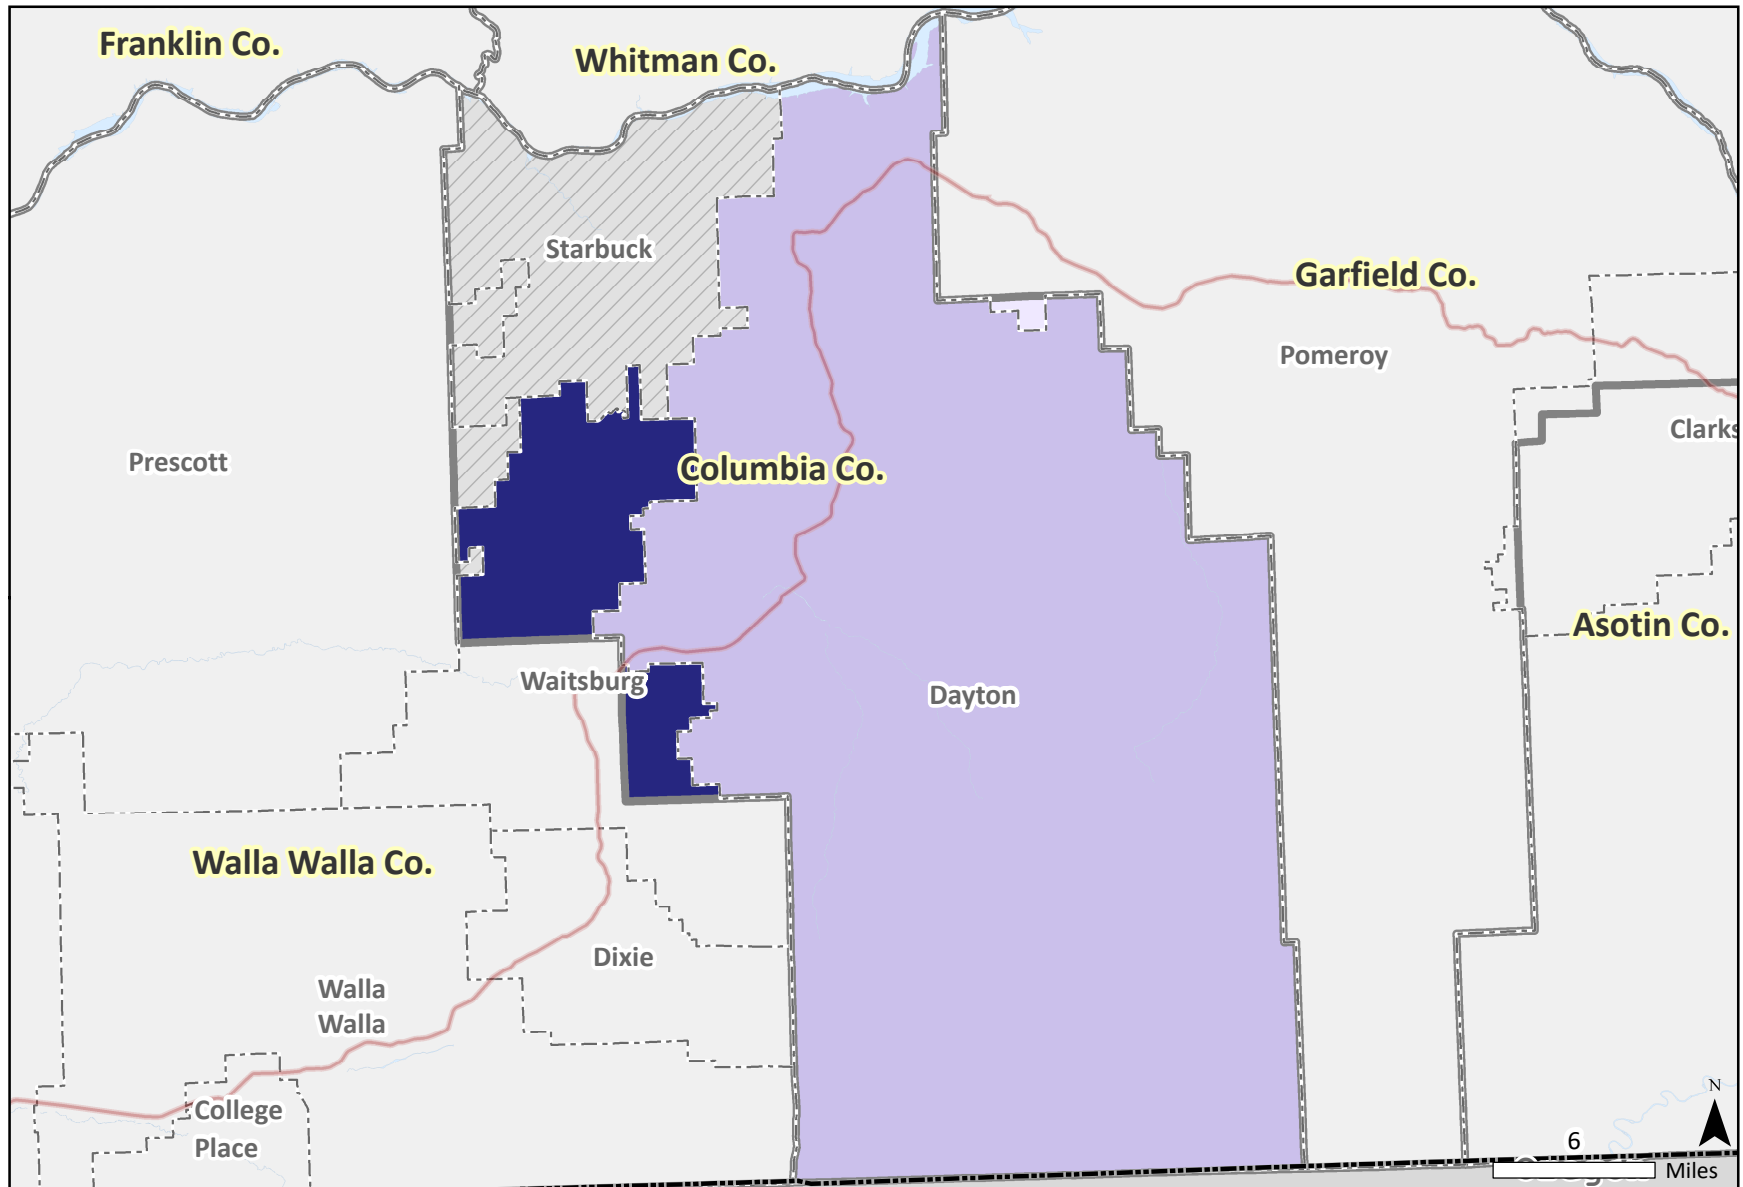 Franklin Co.
Whitman Co.
Starbuck
Garfield Co.
Pomeroy
Clarks
Prescott
Columbia Co.
Asotin Co.
Waitsburg
Dayton
Walla Walla Co.
Dixie
Walla
Walla
College
Place
N
6
Miles